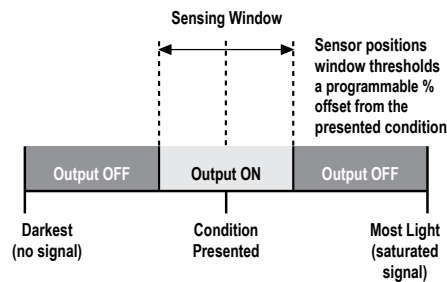 Sensing Window
Sensor positions
window thresholds
a programmable %
offset from the
presented condition
Output OFF
Output ON
Output OFF
Darkest
(no signal)
Condition
Presented
Most Light
(saturated
signal)